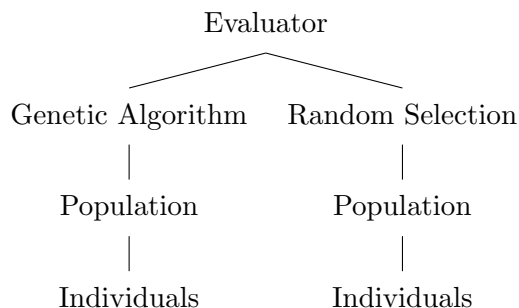 Evaluator
Genetic Algorithm Random Selection
Population Population
Individuals Individuals